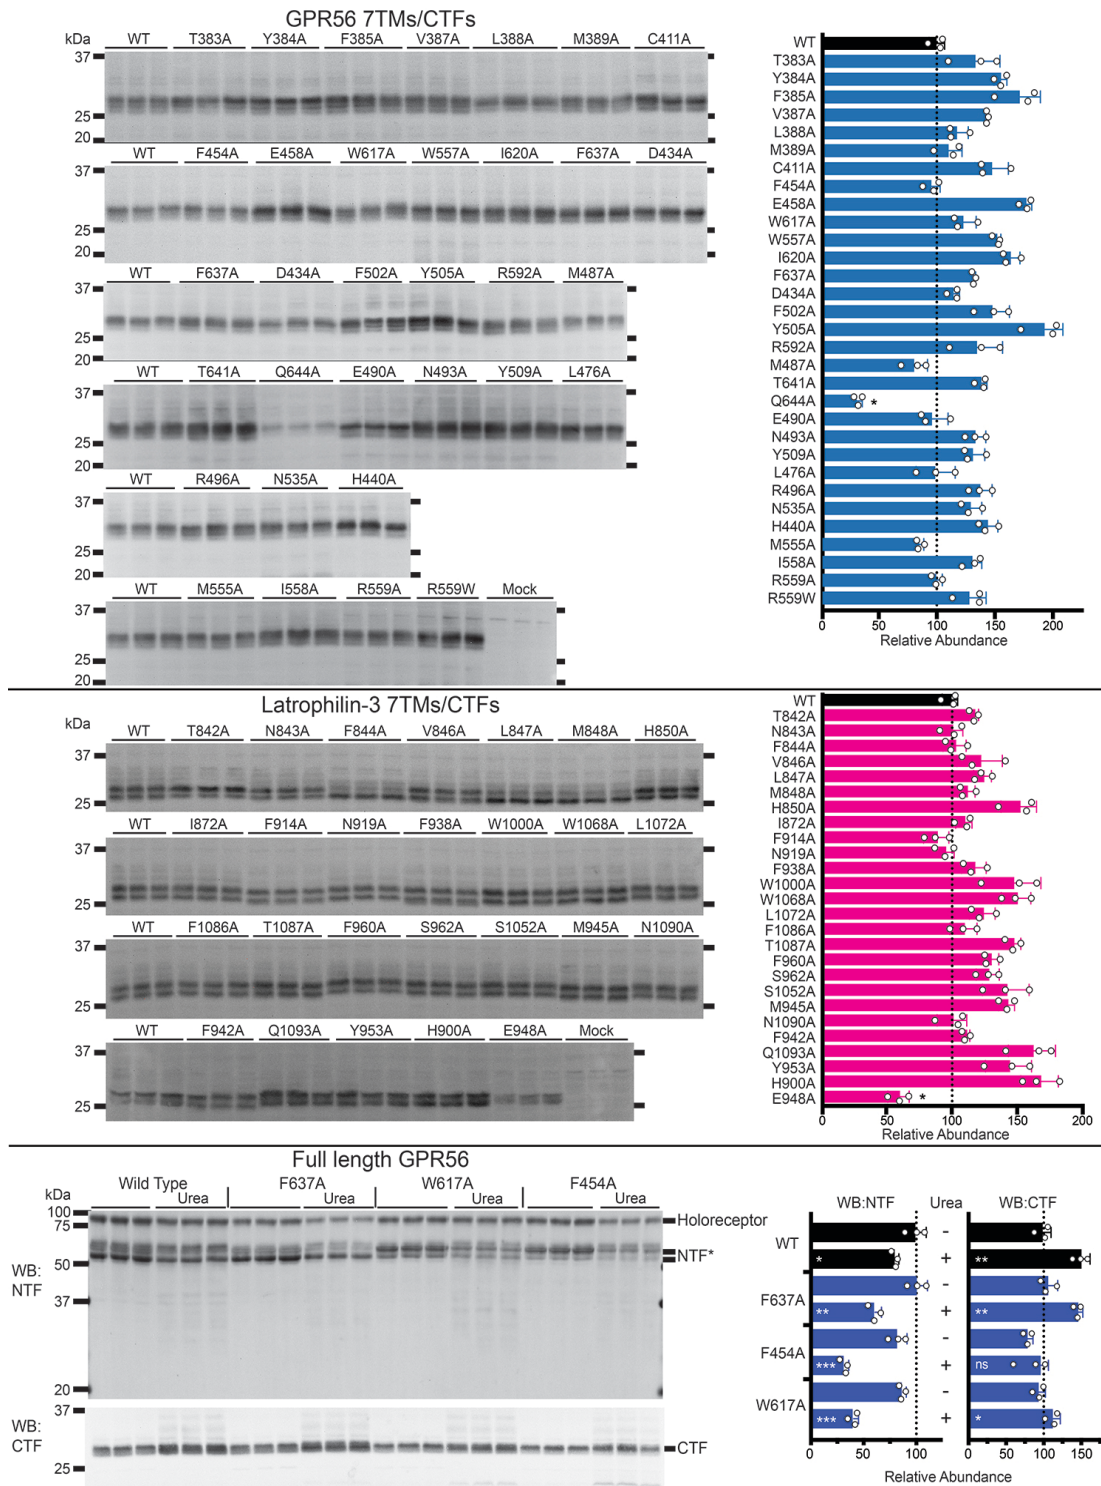 GPR56 7TMs/CTFs
kDa
WT T383A Y384A F385A V387A L388A M389A C411A
37
25
20
WT F454A E458A W617A W557A I620A F637A D434A
37
25
20
WT F637A D434A F502A Y505A R592A M487A
37
25
20
WT T641A Q644A E490A N493A Y509A L476A
37
25
20
WT R496A N535A H440A
37
25
20
WT M555A I558A R559A R559W Mock
37
25
20
WT
T383A
Y384A
F385A
V387A
L388A
M389A
C411A
F454A
E458A
W617A
W557A
I620A
F637A
D434A
F502A
Y505A
R592A
M487A
T641A
Q644A *
E490A
N493A
Y509A
L476A
R496A
N535A
H440A
M555A
I558A
R559A
R559W
0 50 100 150 200
Relative Abundance
Latrophilin-3 7TMs/CTFs
kDa
WT T842A N843A F844A V846A L847A M848A H850A
37
25
WT I872A F914A N919A F938A W1000A W1068A L1072A
37
25
WT F1086A T1087A F960A S962A S1052A M945A N1090A
37
25
WT F942A Q1093A Y953A H900A E948A Mock
37
25
WT
T842A
N843A
F844A
V846A
L847A
M848A
H850A
I872A
F914A
N919A
F938A
W1000A
W1068A
L1072A
F1086A
T1087A
F960A
S962A
S1052A
M945A
N1090A
F942A
Q1093A
Y953A
H900A
E948A *
0 50 100 150 200
Relative Abundance
Full length GPR56
Wild Type F637A W617A F454A
kDa Urea Urea Urea Urea
100
75
50
37
20
WB:
NTF
Holoreceptor
NTF*
37
25
WB:
CTF
CTF
WB:NTF Urea WB:CTF
WT
-
* + **
F637A
-
** + **
F454A
-
*** + ns
W617A
-
*** + *
0 50 100 0 50 100 150
Relative Abundance